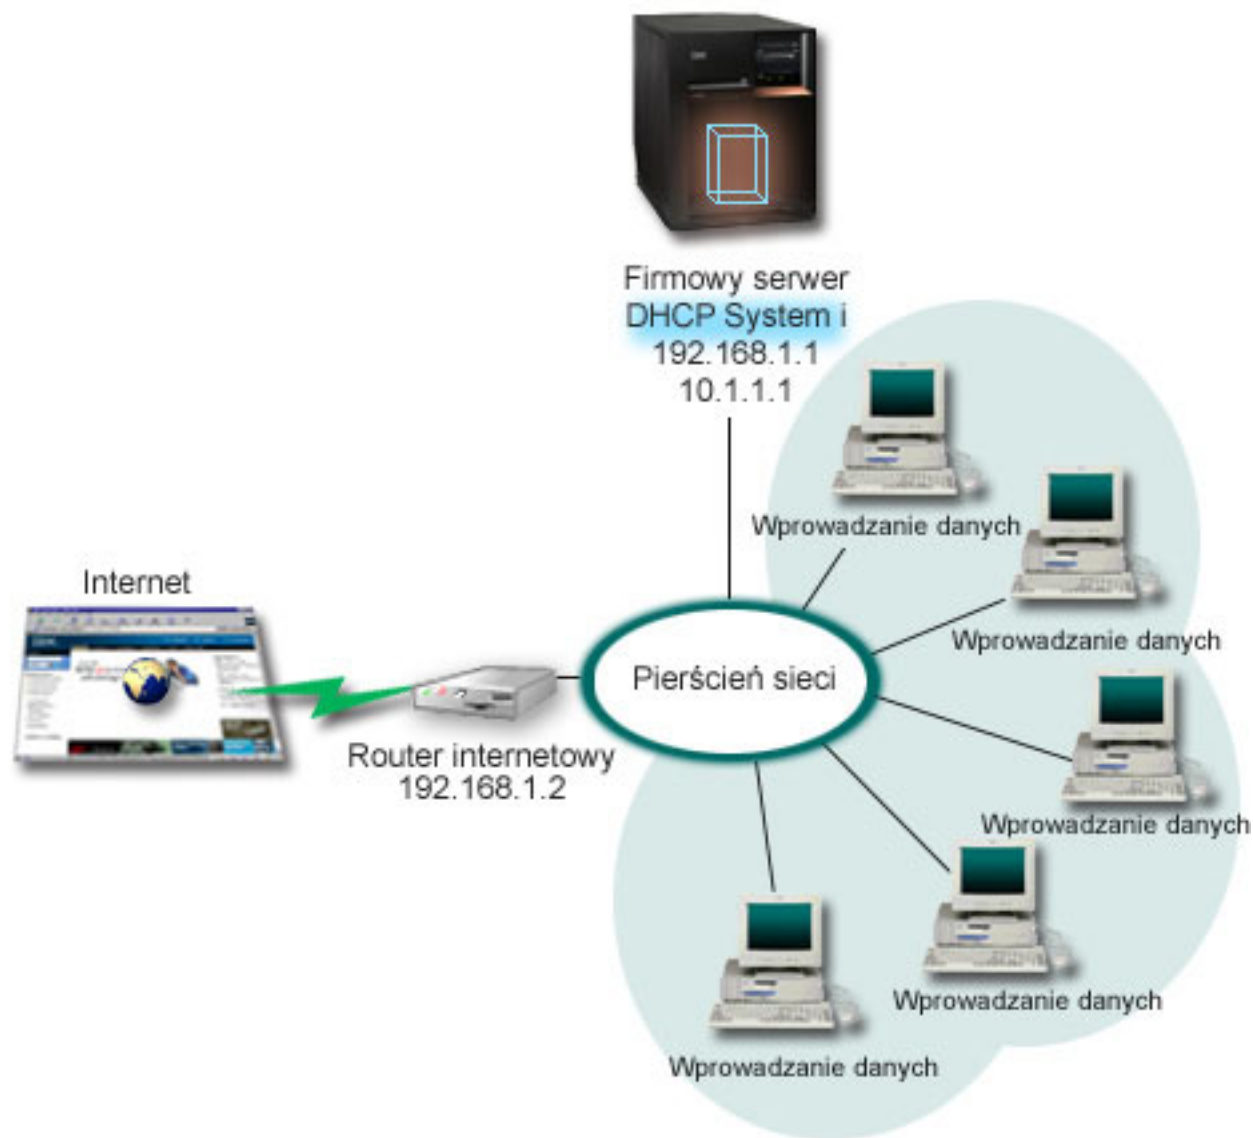 Firmowy serwer
DHCP System i
192.168.1.1
10.1.1.1
Wprowadzanie danych
Wprowadzanie danych
Internet
Pierścień sieci
Router internetowy
192.168.1.2
Wprowadzanie danych
Wprowadzanie danych
Wprowadzanie danych